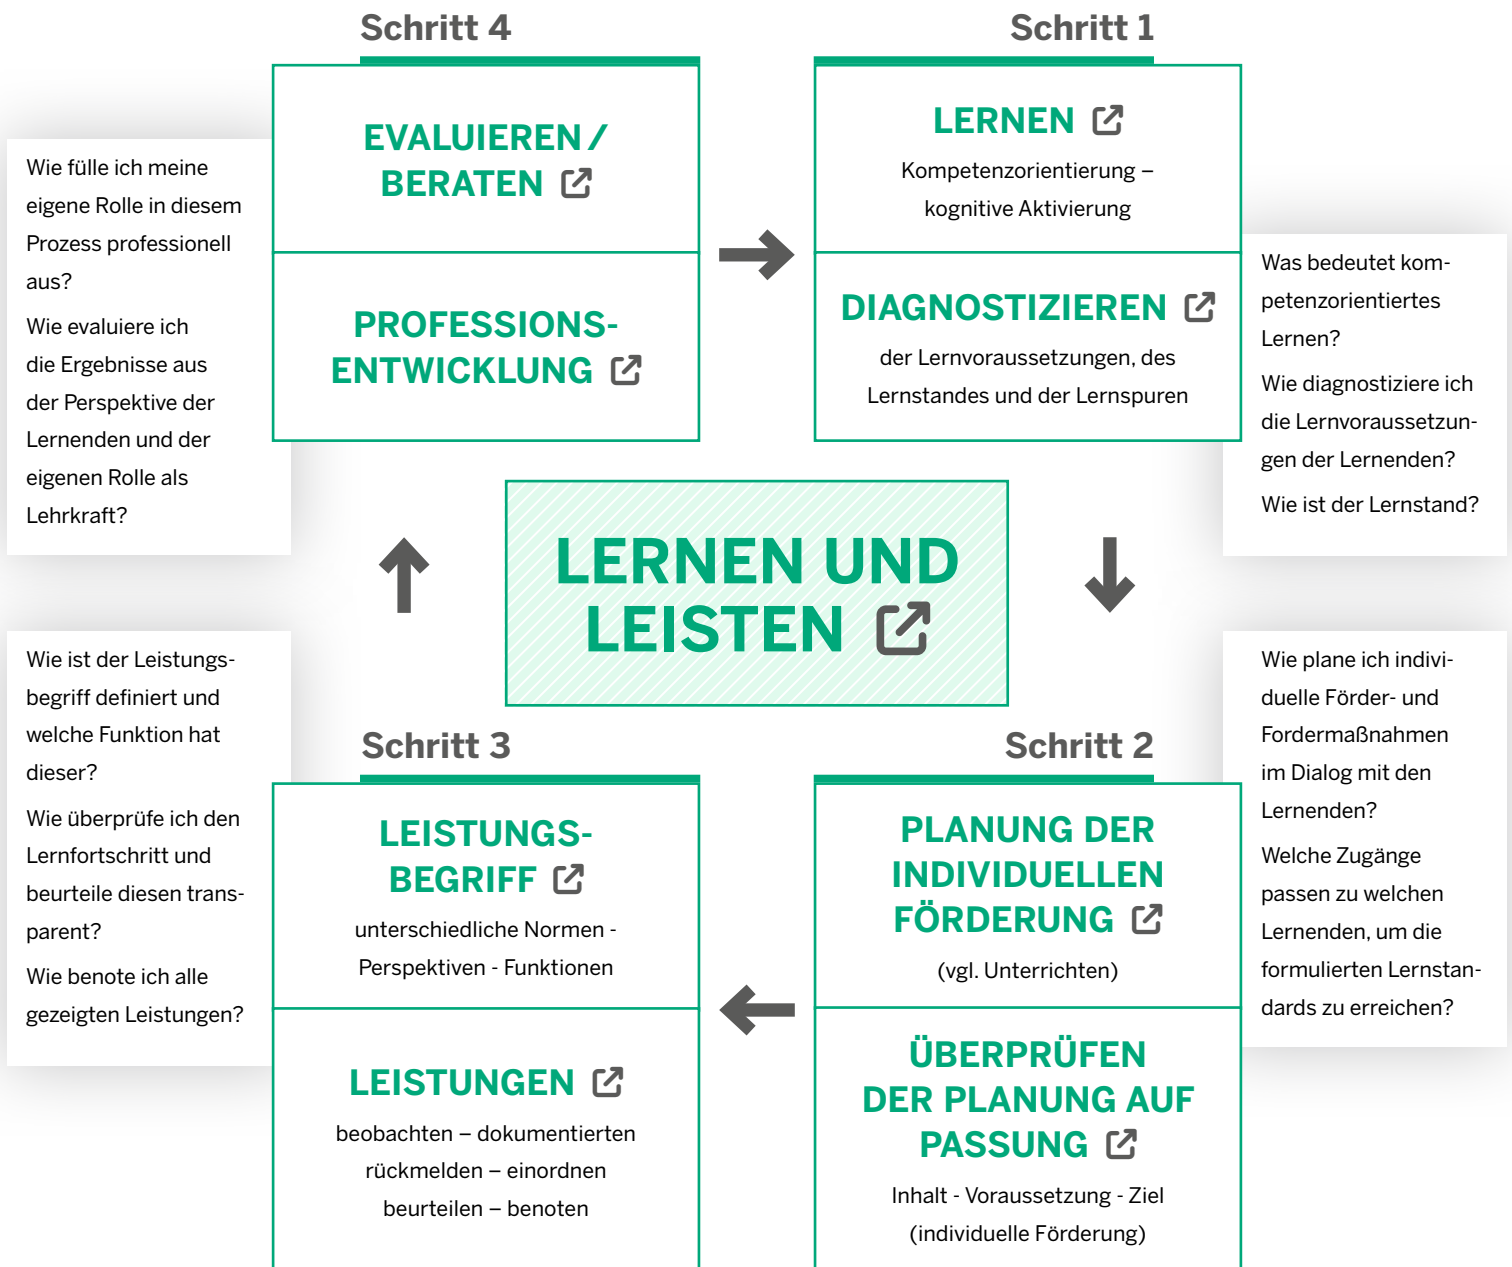 Schritt 4
EVALUIEREN /
BERATEN
PROFESSIONS-
ENTWICKLUNG
Wie fülle ich meine
eigene Rolle in diesem
Prozess professionell
aus?
Wie evaluiere ich
die Ergebnisse aus
der Perspektive der
Lernenden und der
eigenen Rolle als
Lehrkraft?
Schritt 1
LERNEN
Kompetenzorientierung –
kognitive Aktivierung
DIAGNOSTIZIEREN
der Lernvoraussetzungen, des
Lernstandes und der Lernspuren
Was bedeutet kom-
petenzorientiertes
Lernen?
Wie diagnostiziere ich
die Lernvoraussetzun-
gen der Lernenden?
Wie ist der Lernstand?
LERNEN UND
LEISTEN
Wie ist der Leistungs-
begriff definiert und
welche Funktion hat
dieser?
Wie überprüfe ich den
Lernfortschritt und
beurteile diesen trans-
parent?
Wie benote ich alle
gezeigten Leistungen?
Schritt 3
LEISTUNGS-
BEGRIFF
unterschiedliche Normen -
Perspektiven - Funktionen
LEISTUNGEN
beobachten – dokumentierten
rückmelden – einordnen
beurteilen – benoten
Schritt 2
PLANUNG DER
INDIVIDUELLEN
FÖRDERUNG
(vgl. Unterrichten)
ÜBERPRÜFEN
DER PLANUNG AUF
PASSUNG
Inhalt - Voraussetzung - Ziel
(individuelle Förderung)
Wie plane ich indivi-
duelle Förder- und
Fordermaßnahmen
im Dialog mit den
Lernenden?
Welche Zugänge
passen zu welchen
Lernenden, um die
formulierten Lernstan-
dards zu erreichen?